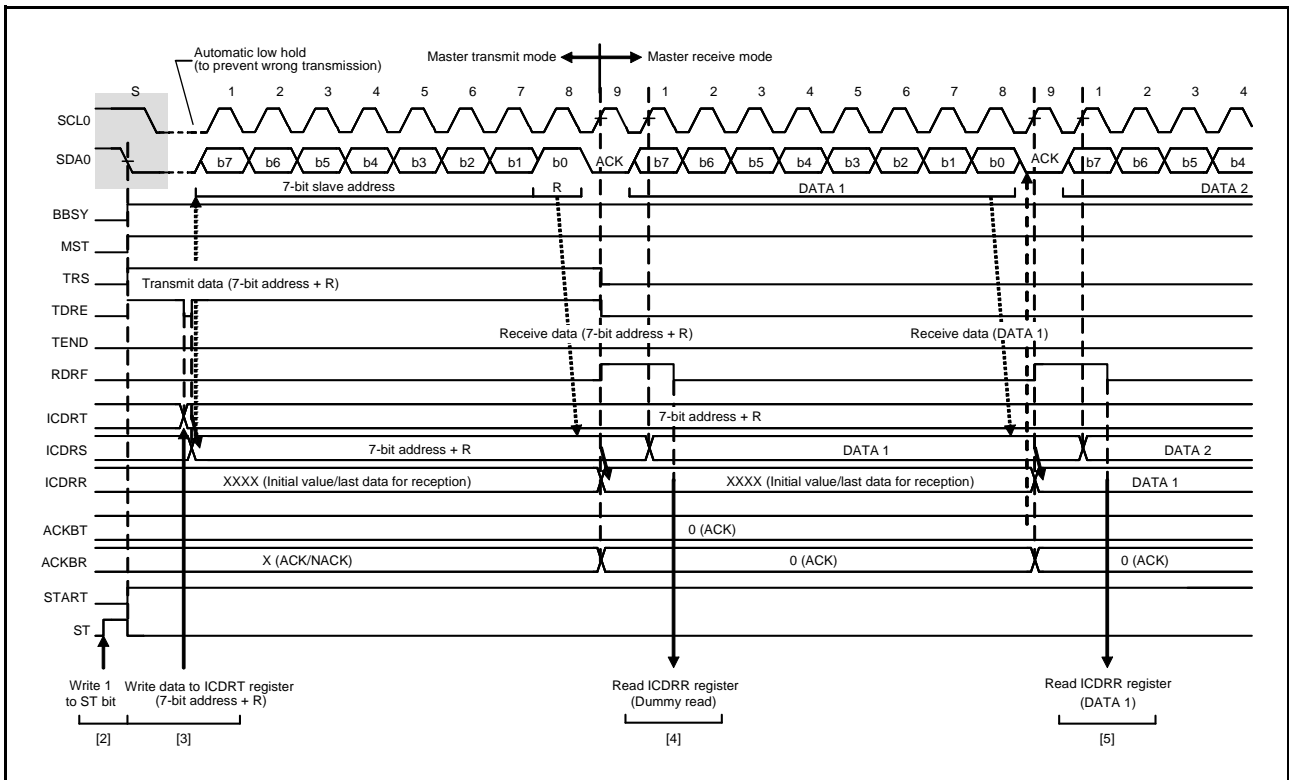 Automatic low hold
(to prevent wrong transmission)
Master transmit mode
Master receive mode
S 1 2 3 4 5 6 7 8 9 1 2 3 4 5 6 7 8 9 1 2 3 4
SCL0
SDA0 b7 b6 b5 b4 b3 b2 b1 b0 ACK b7 b6 b5 b4 b3 b2 b1 b0 ACK b7 b6 b5 b4
7-bit slave address R DATA 1 DATA 2
BBSY
MST
TRS
Transmit data (7-bit address + R)
TDRE
Receive data (7-bit address + R) Receive data (DATA 1)
TEND
RDRF
ICDRT 7-bit address + R
ICDRS 7-bit address + R DATA 1 DATA 2
ICDRR XXXX (Initial value/last data for reception) XXXX (Initial value/last data for reception) DATA 1
ACKBT 0 (ACK)
ACKBR X (ACK/NACK) 0 (ACK) 0 (ACK)
START
ST
Write 1
to ST bit
Write data to ICDRT register
(7-bit address + R)
Read ICDRR register
(Dummy read)
Read ICDRR register
(DATA 1)
[2] [3] [4] [5]